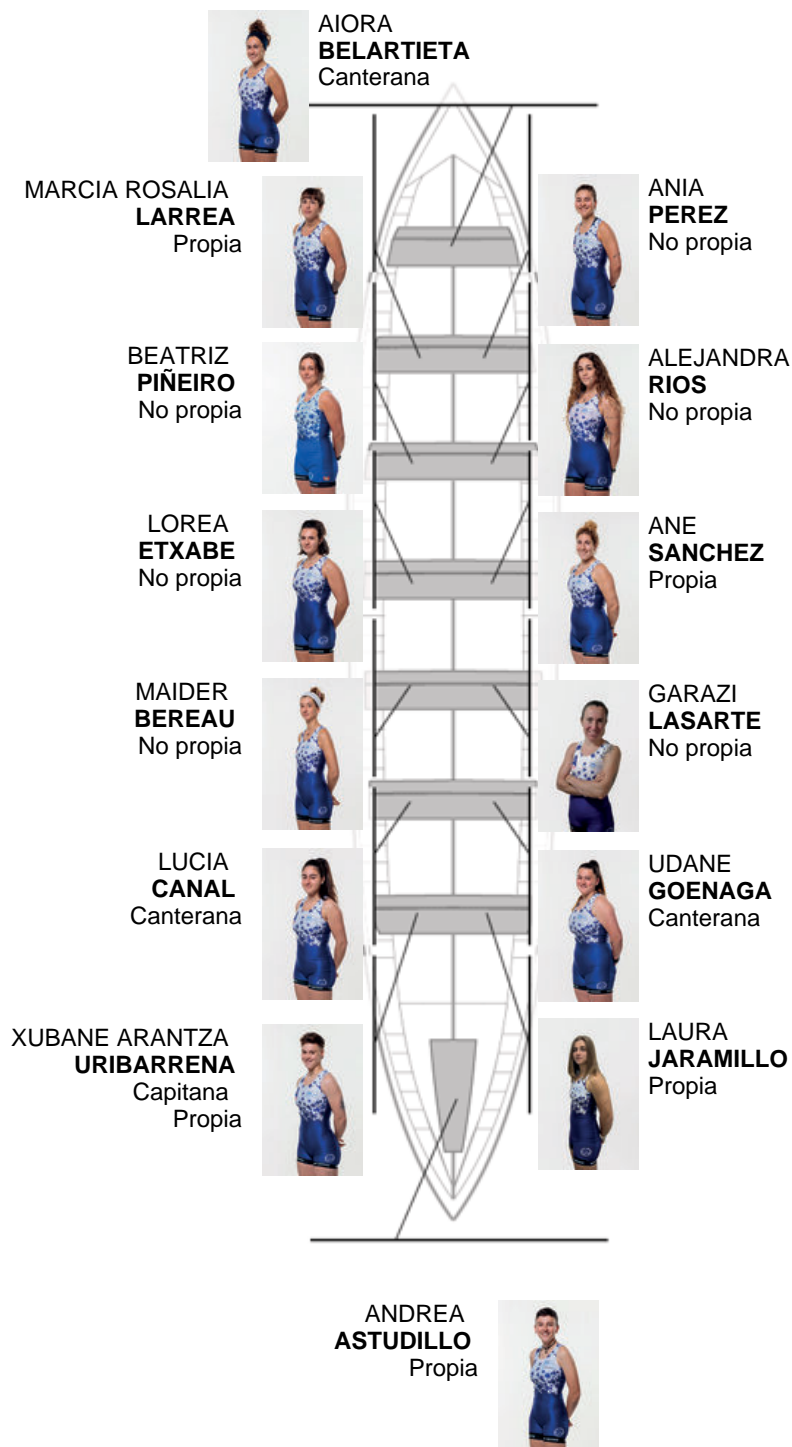 AIORA
BELARTIETA
Canterana
MARCIA ROSALIA
LARREA
Propia
ANIA
PEREZ
No propia
BEATRIZ
PIÑEIRO
No propia
ALEJANDRA
RIOS
No propia
LOREA
ETXABE
No propia
ANE
SANCHEZ
Propia
MAIDER
BEREAU
No propia
GARAZI
LASARTE
No propia
LUCIA
CANAL
Canterana
UDANE
GOENAGA
Canterana
XUBANE ARANTZA
URIBARRENA
Capitana
Propia
LAURA
JARAMILLO
Propia
ANDREA
ASTUDILLO
Propia